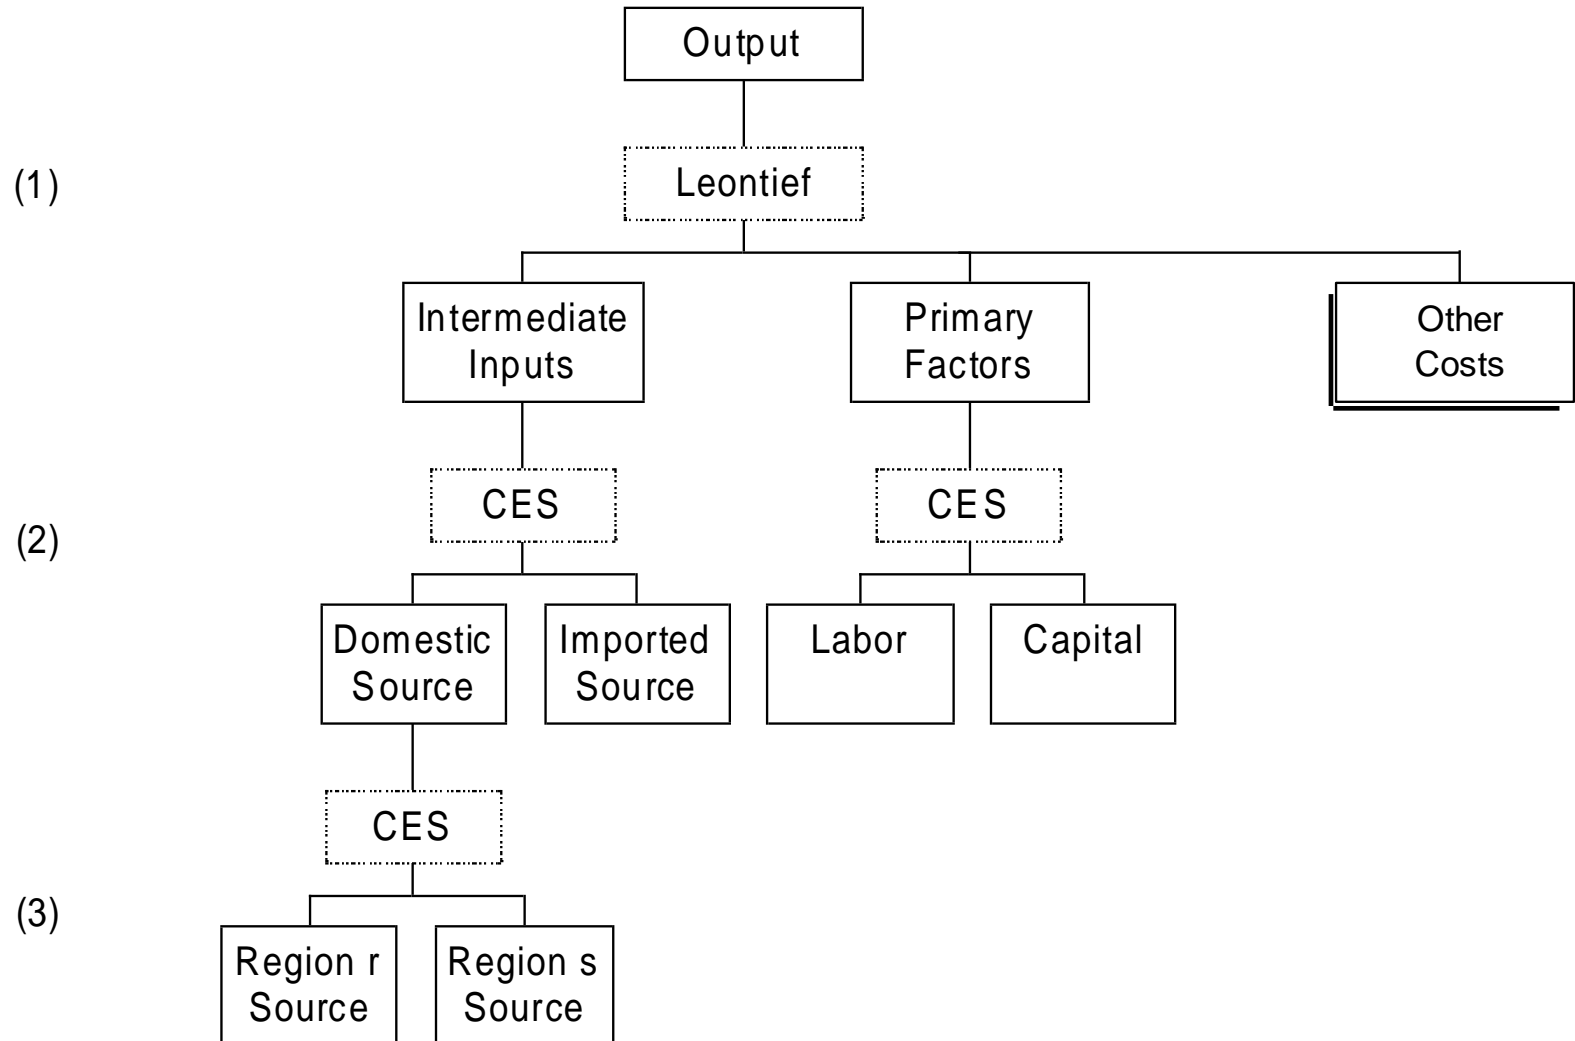 Output
(1)
Leontief
Intermediate
Inputs
Primary
Factors
Other
Costs
CES
CES
(2)
Domestic
Source
Imported
Source
Labor
Capital
CES
(3)
Region r
Source
Region s
Source